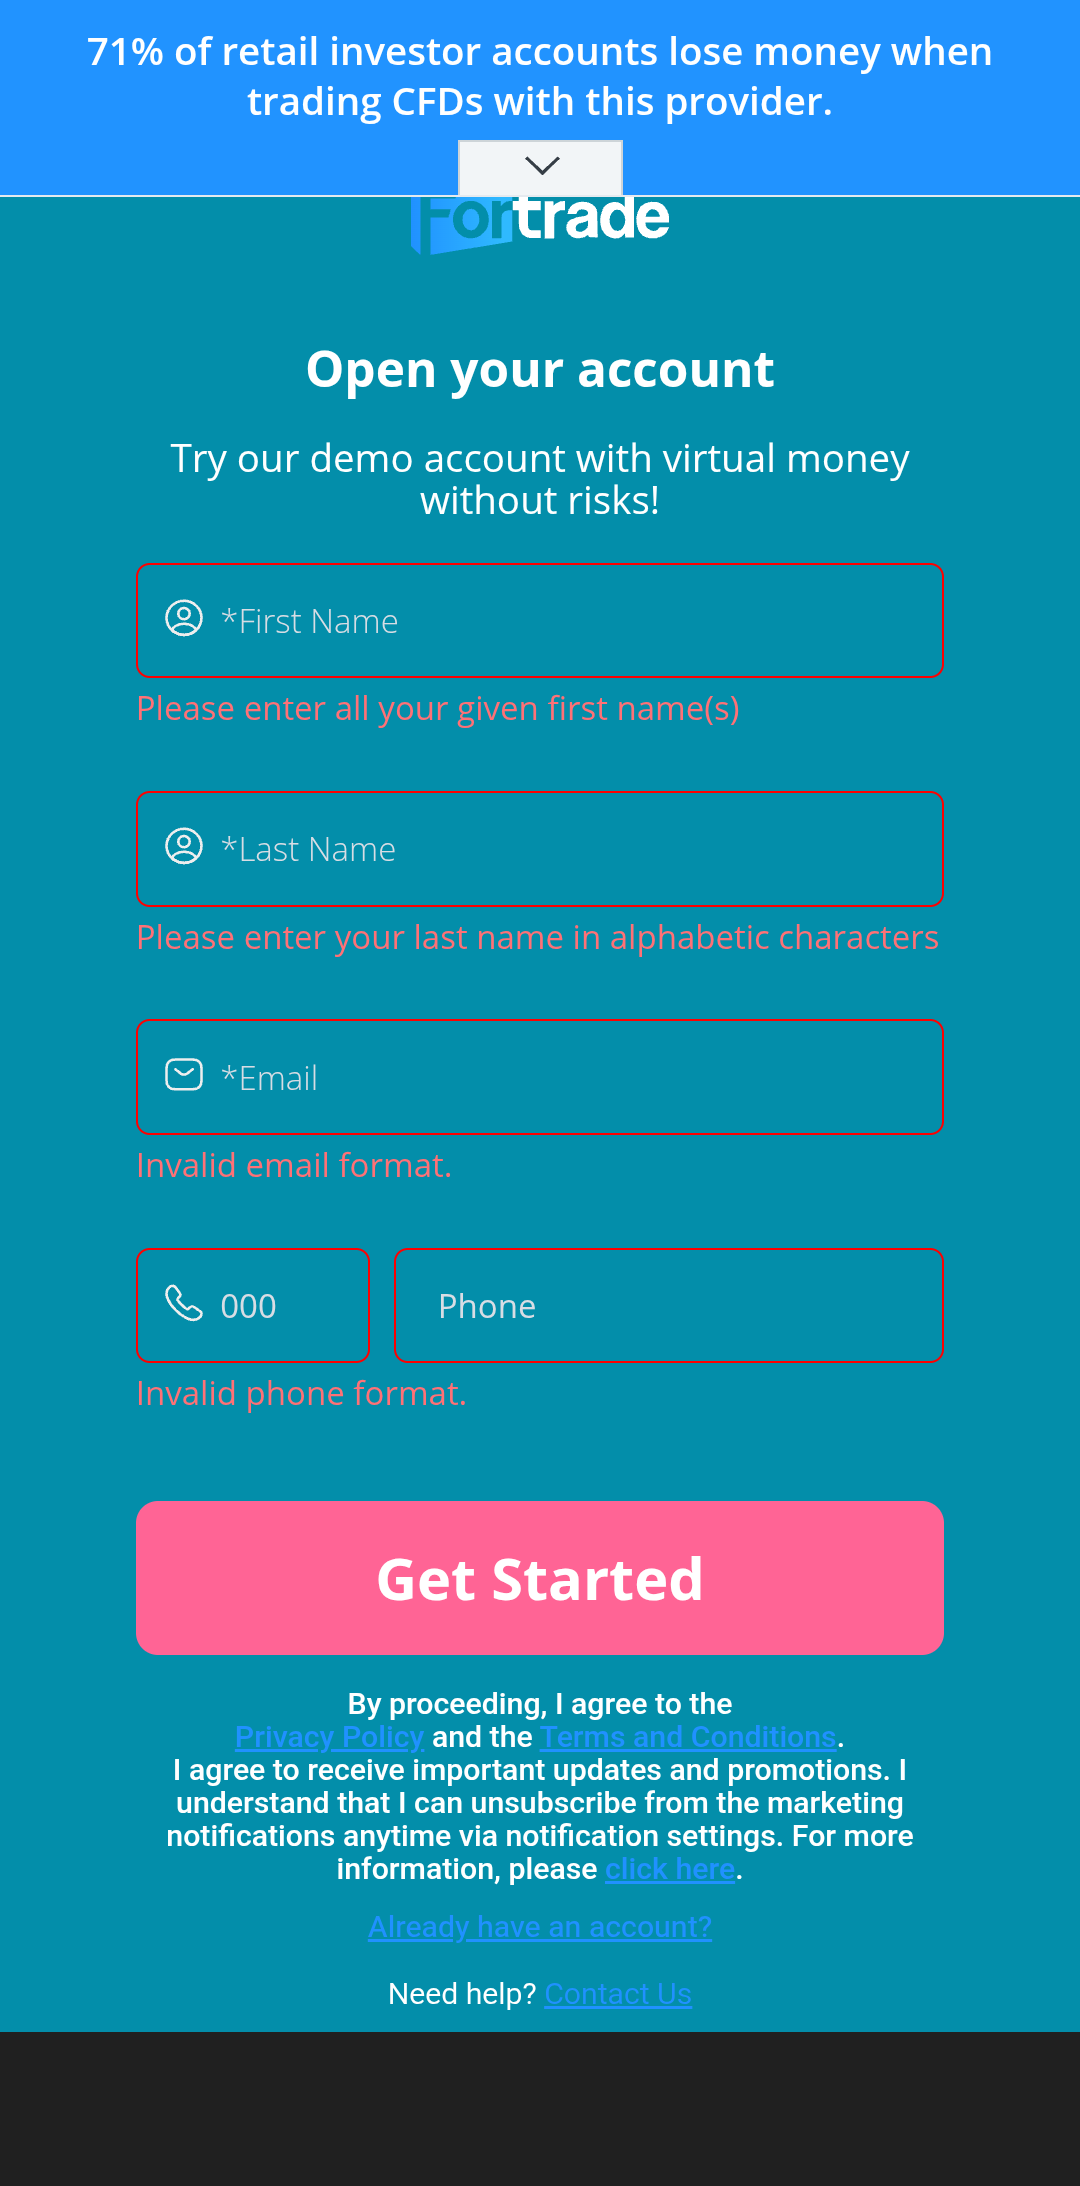 71% of retail investor accounts lose money when
trading CFDs with this provider.
Fortrade
Open your account
Try our demo account with virtual money
without risks!
*First Name
Please enter all your given first name(s)
*Last Name
Please enter your last name in alphabetic characters
*Email
Invalid email format.
000 Phone
Invalid phone format.
Get Started
By proceeding, I agree to the
Privacy Policy and the Terms and Conditions.
I agree to receive important updates and promotions. I
understand that I can unsubscribe from the marketing
notifications anytime via notification settings. For more
information, please click here.
Already have an account?
Need help? Contact Us